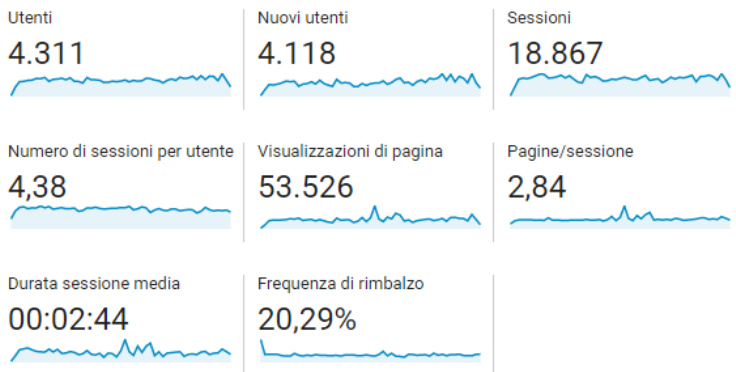 Utenti
4.311
Nuovi utenti
4.118
Sessioni
18.867
Numero di sessioni per utente
4,38
Visualizzazioni di pagina
53.526
Pagine/sessione
2,84
Durata sessione media
00:02:44
Frequenza di rimbalzo
20,29%